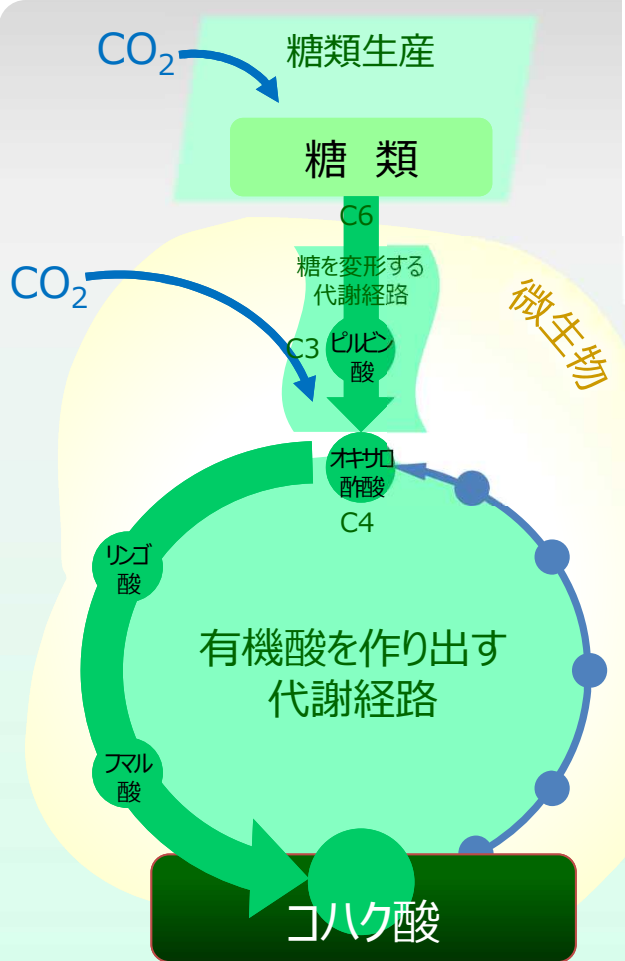 CO2
糖類生産
糖 類
C6
糖を変形する
代謝経路
CO2
微生物
C3
ピルビン
酸
オキサロ
酢酸
C4
リンゴ
酸
有機酸を作り出す
代謝経路
フマル
酸
コハク酸